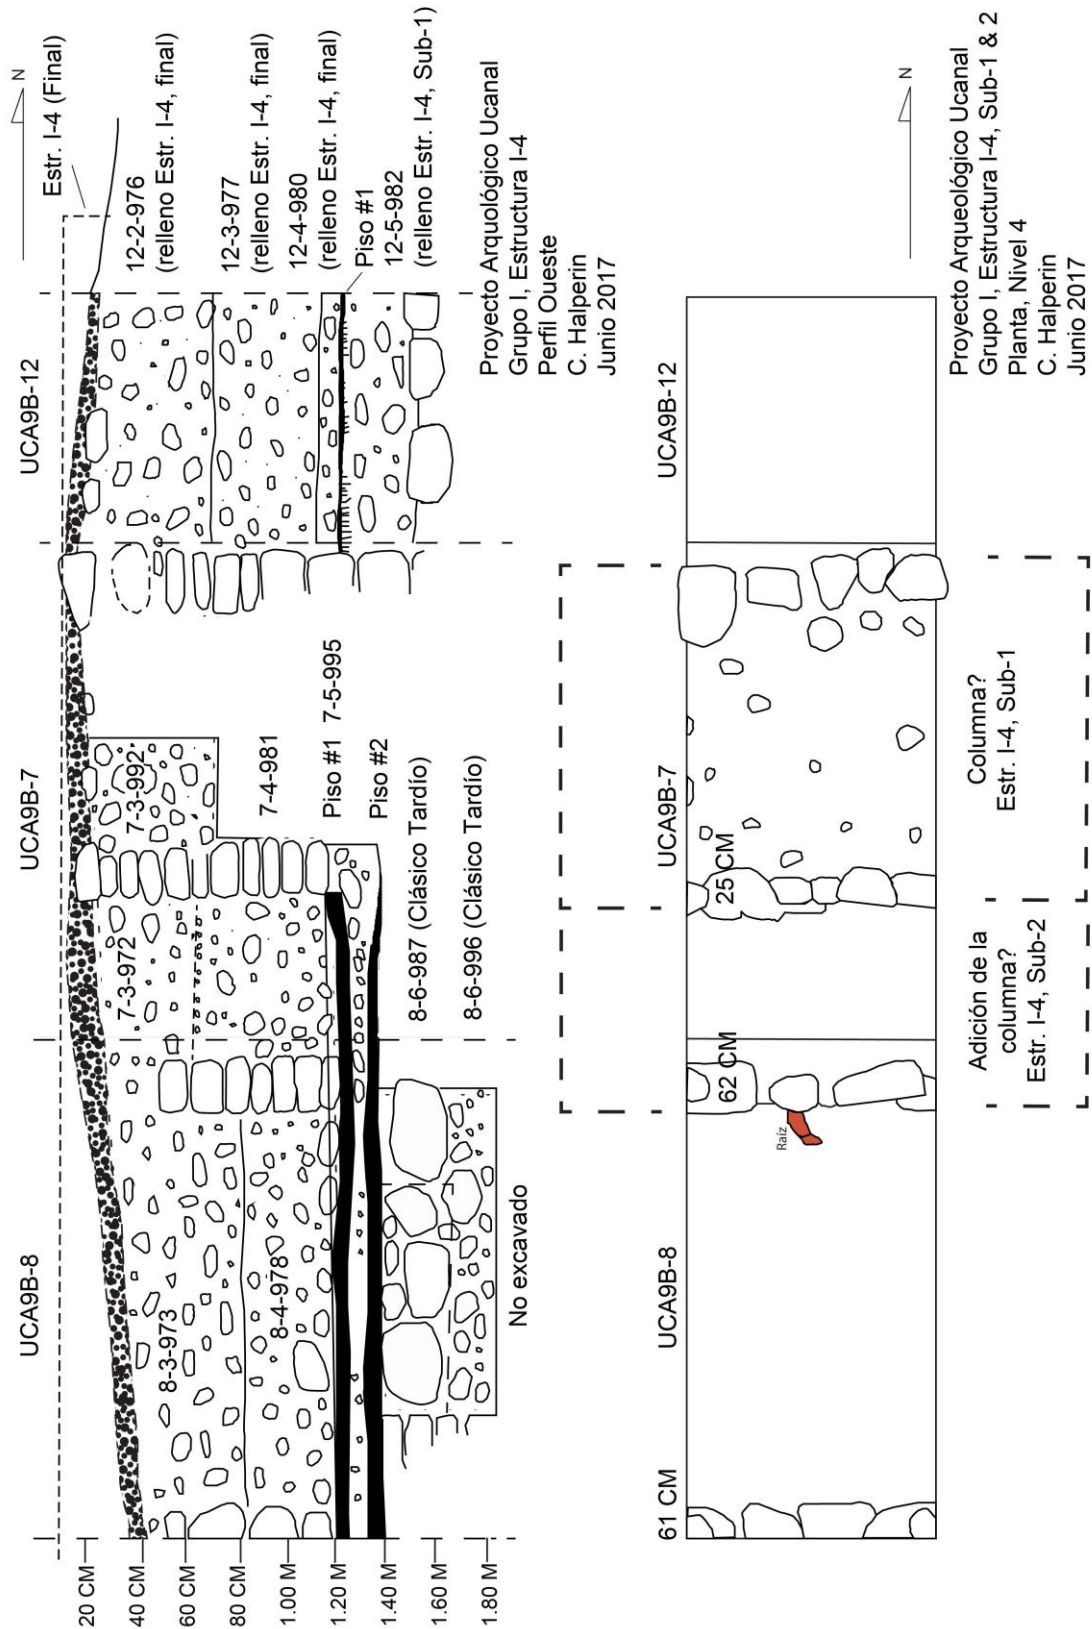 UCA9B-8
UCA9B-7
UCA9B-12
N
Estr. I-4 (Final)
20 CM
40 CM
60 CM
80 CM
1.00 M
1.20 M
1.40 M
1.60 M
1.80 M
8-3-973
8-4-978
7-3-972
7-3-992
7-4-981
Piso #1 7-5-995
Piso #2
8-6-987 (Clásico Tardío)
8-6-996 (Clásico Tardío)
No excavado
12-2-976
(relleno Estr. I-4, final)
12-3-977
(relleno Estr. I-4, final)
12-4-980
(relleno Estr. I-4, final)
Piso #1
12-5-982
(relleno Estr. I-4, Sub-1)
Proyecto Arquológico Ucanal
Grupo I, Estructura I-4
Perfil Oueste
C. Halperin
Junio 2017
UCA9B-8
UCA9B-7
UCA9B-12
N
61 CM
62 CM
25 CM
Raíz
Adición de la
columna?
Estr. I-4, Sub-2
Columna?
Estr. I-4, Sub-1
Proyecto Arqueológico Ucanal
Grupo I, Estructura I-4, Sub-1 & 2
Planta, Nivel 4
C. Halperin
Junio 2017